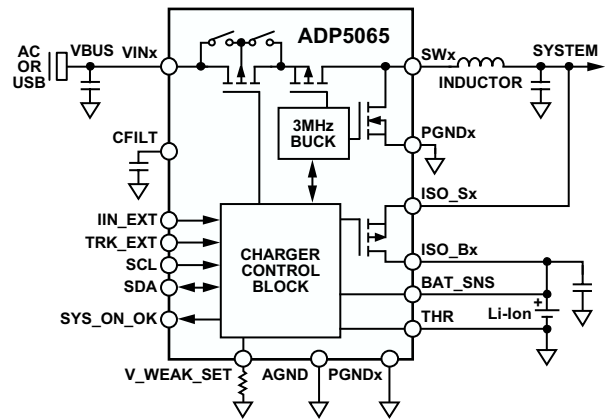 ADP5065
AC
OR
USB
VBUS
VINx
SWx
SYSTEM
INDUCTOR
3MHz
BUCK
PGNDx
CFILT
ISO_Sx
IIN_EXT
TRK_EXT
SCL
SDA
SYS_ON_OK
CHARGER
CONTROL
BLOCK
ISO_Bx
BAT_SNS
+
Li-Ion
THR
V_WEAK_SET
AGND
PGNDx